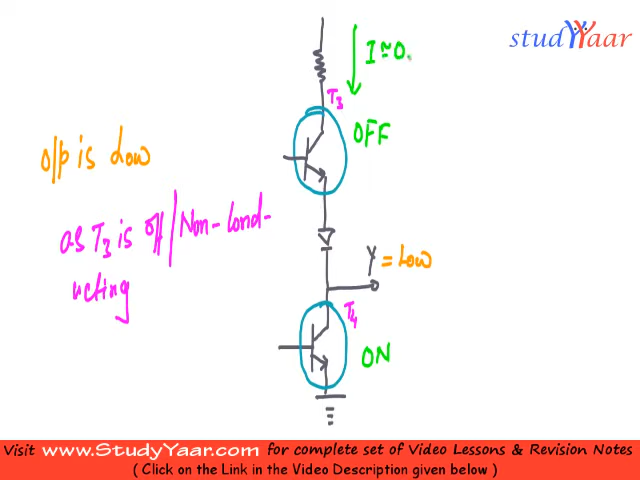 studYYaar
I ≃ 0.
T3
OFF
O/p is Low
as T3 is off/Non-Cond-
ucting
Y = Low
T4
ON
Visit www.StudyYaar.com for complete set of Video Lessons & Revision Notes
( Click on the Link in the Video Description given below )